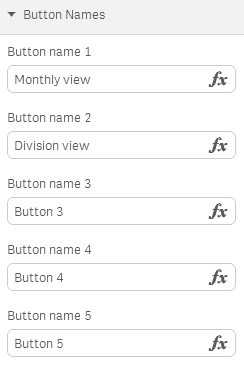 Button Names
Button name 1
Monthly view fx
Button name 2
Division view fx
Button name 3
Button 3 fx
Button name 4
Button 4 fx
Button name 5
Button 5 fx